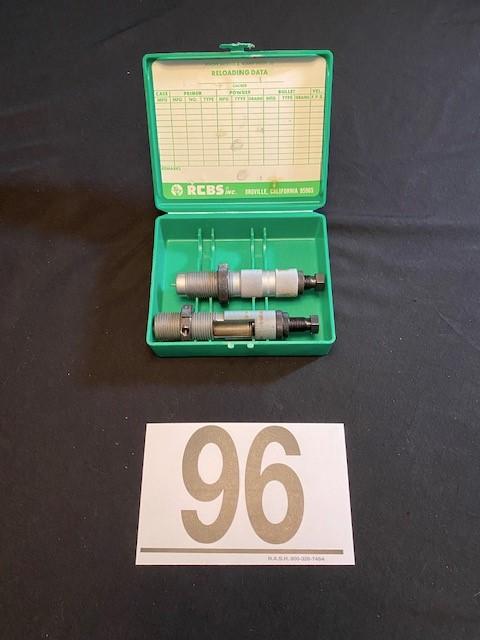 RELOADING DATA
CALIBER
CASE PRIMER POWDER BULLET VEL.
MFG MFG NO. TYPE MFG TYPE GRAINS MFG TYPE GRAINS F.P.S.
REMARKS
RCBS INC. OROVILLE, CALIFORNIA 95965
96
N.A.S.H. 800-328-7454